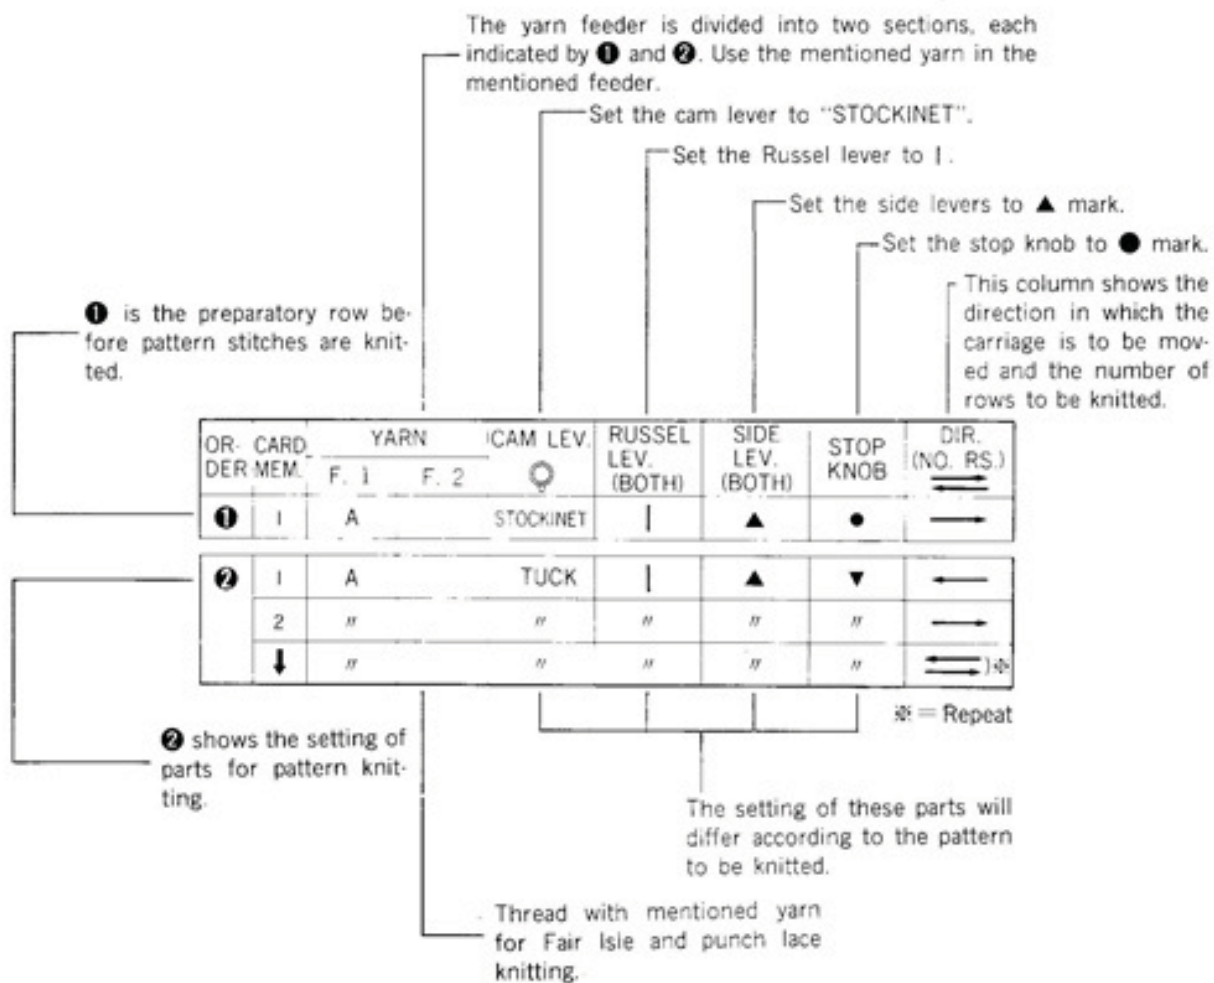 The yarn feeder is divided into two sections, each
indicated by ❶ and ❷. Use the mentioned yarn in the
mentioned feeder.
Set the cam lever to "STOCKINET".
Set the Russel lever to |.
Set the side levers to ▲ mark.
Set the stop knob to ● mark.
This column shows the
direction in which the
carriage is to be mov-
ed and the number of
rows to be knitted.
❶ is the preparatory row be-
fore pattern stitches are knit-
ted.
OR- CARD YARN CAM LEV. RUSSEL SIDE STOP DIR.
DER MEM. F. 1 F. 2 LEV. LEV. KNOB (NO. RS.)
(BOTH) (BOTH)
❶ 1 A STOCKINET | ▲ ● →
❷ 1 A TUCK | ▲ ▼ ←
2 〃 〃 〃 〃 〃 →
↓ 〃 〃 〃 〃 〃 ⇆)※
※ = Repeat
❷ shows the setting of
parts for pattern knit-
ting.
The setting of these parts will
differ according to the pattern
to be knitted.
Thread with mentioned yarn
for Fair Isle and punch lace
knitting.